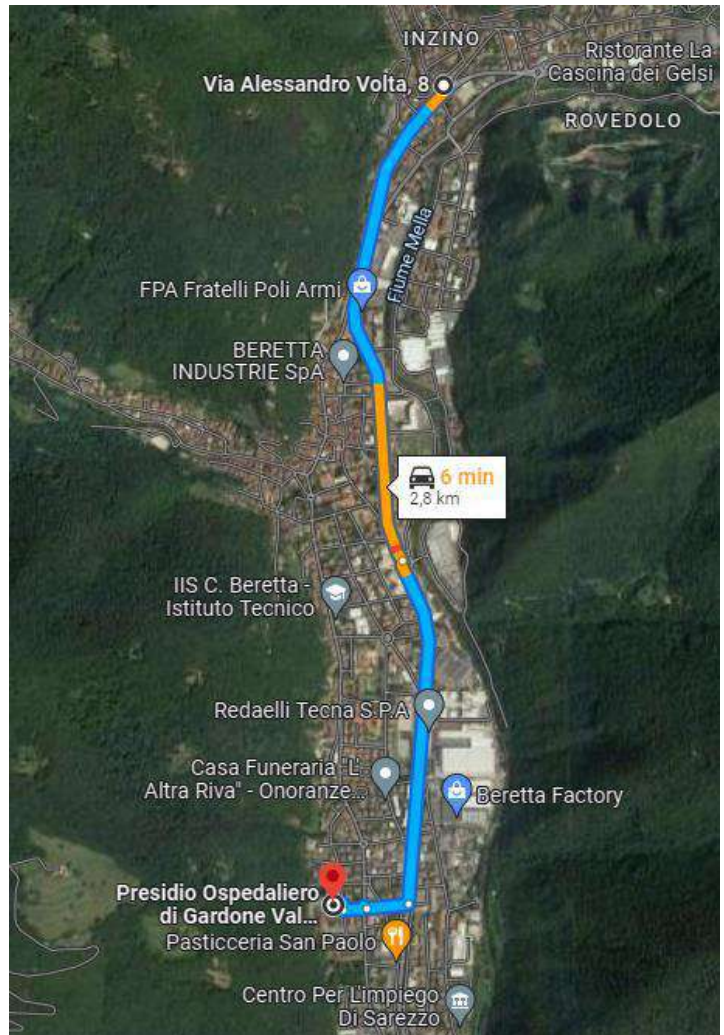 INZINO
Ristorante La
Cascina dei Gelsi
Via Alessandro Volta, 8
ROVEDOLO
Fiume Mella
FPA Fratelli Poli Armi
BERETTA
INDUSTRIE SpA
6 min
2,8 km
IIS C. Beretta -
Istituto Tecnico
Redaelli Tecna S.P.A
Casa Funeraria "L'
Altra Riva" - Onoranze...
Beretta Factory
Presidio Ospedaliero
di Gardone Val...
Pasticceria San Paolo
Centro Per L'impiego
Di Sarezzo